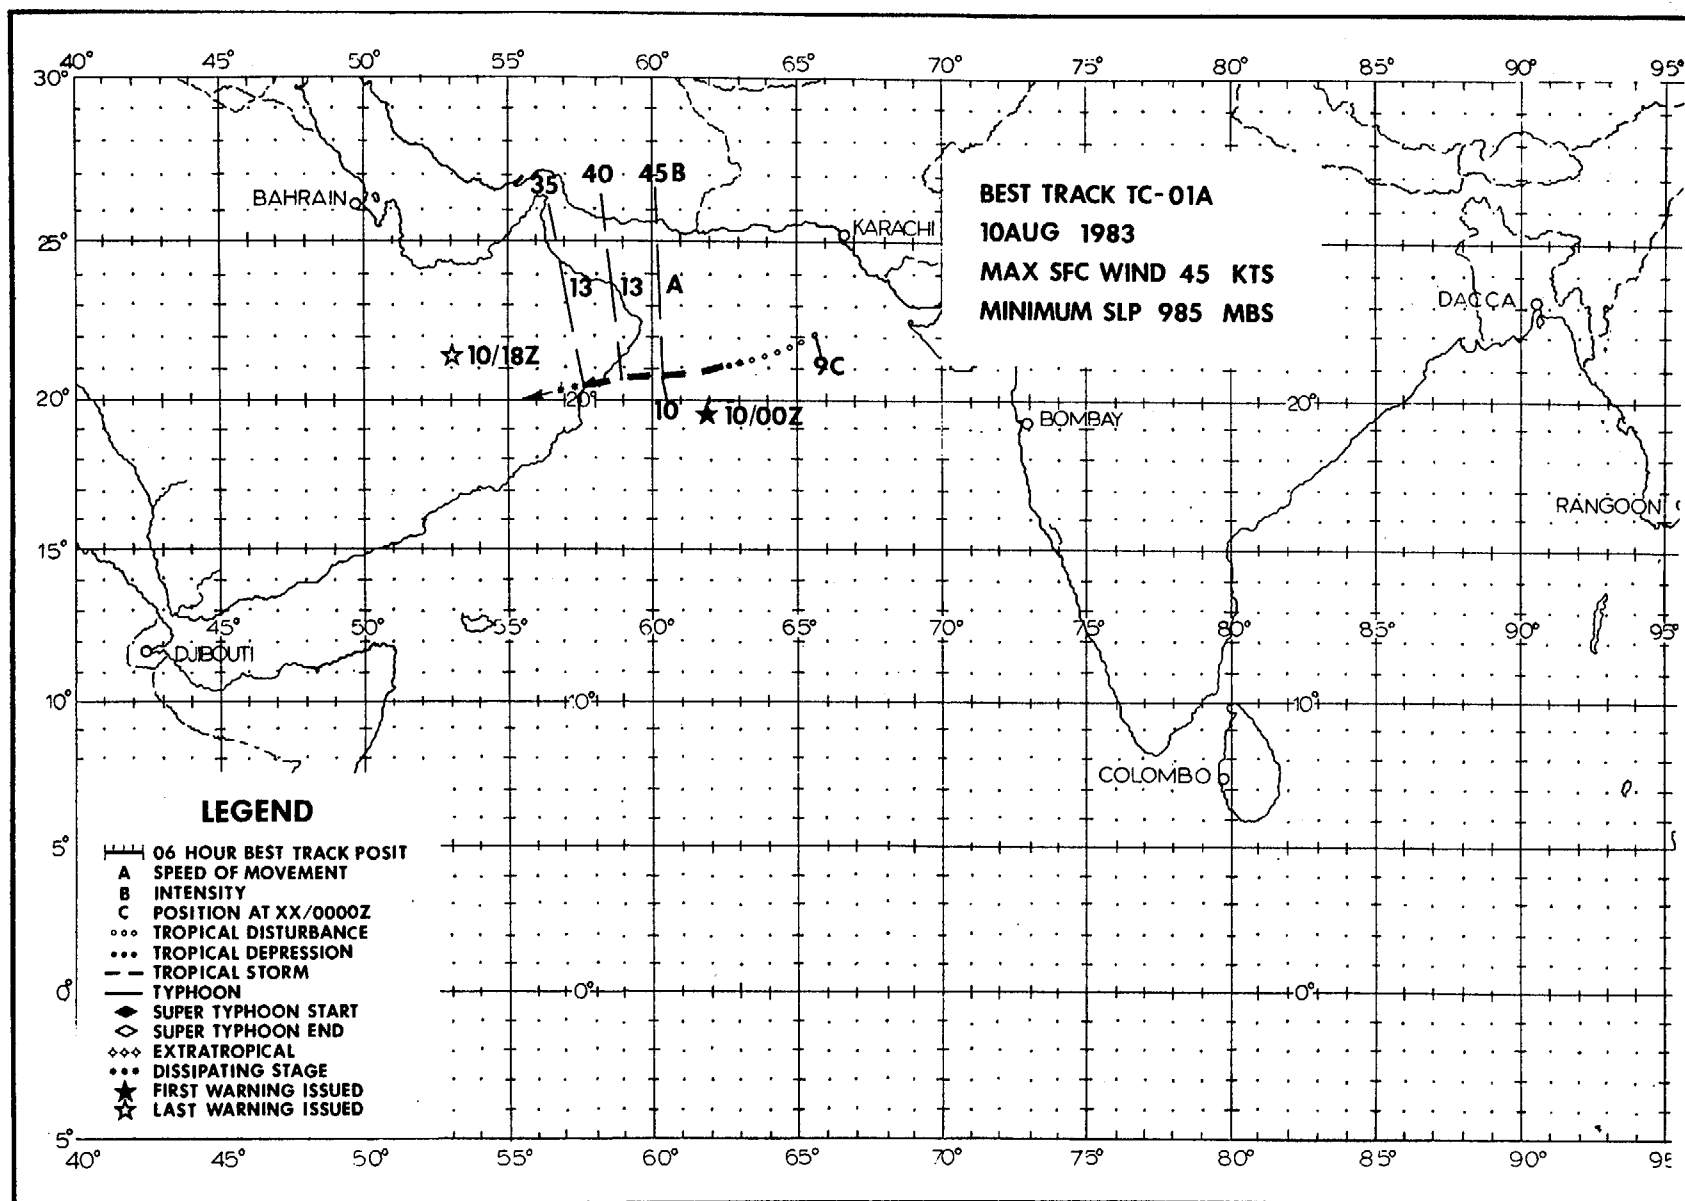 40° 45° 50° 55° 60° 65° 70° 75° 80° 85° 90° 95°
30°
35 40 45B
BAHRAIN
KARACHI
BEST TRACK TC-01A
10AUG 1983
MAX SFC WIND 45 KTS
MINIMUM SLP 985 MBS
25°
13 13 A
DACCA
10/18Z
9C
20° 20° 20°
10 10/00Z
BOMBAY
RANGOON
15°
45° 50° 55° 60° 65° 70° 75° 80° 85° 90° 95°
DJIBOUTI
10° 10° 10°
COLOMBO
LEGEND
5°
06 HOUR BEST TRACK POSIT
A SPEED OF MOVEMENT
B INTENSITY
C POSITION AT XX/0000Z
TROPICAL DISTURBANCE
TROPICAL DEPRESSION
TROPICAL STORM
0° 0° 0°
TYPHOON
SUPER TYPHOON START
SUPER TYPHOON END
EXTRATROPICAL
DISSIPATING STAGE
FIRST WARNING ISSUED
LAST WARNING ISSUED
5°
40° 45° 50° 55° 60° 65° 70° 75° 80° 85° 90° 95°